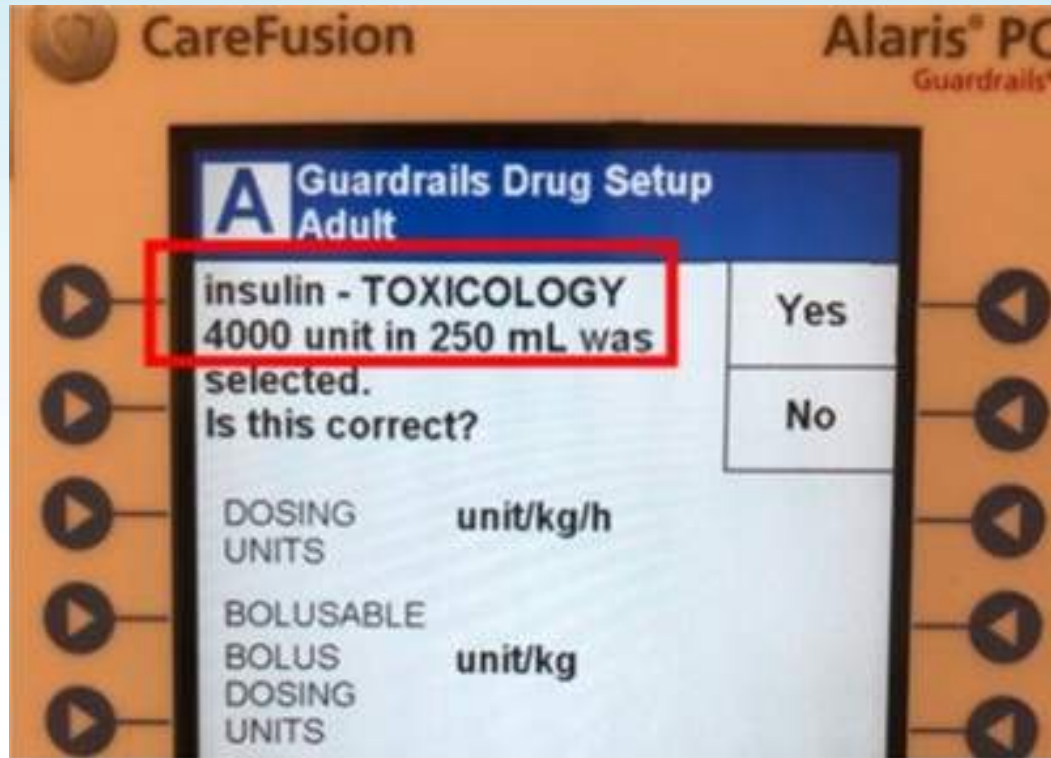 CareFusion
Alaris® PC
Guardrails®
A
Guardrails Drug Setup
Adult
insulin - TOXICOLOGY
4000 unit in 250 mL was
selected.
Is this correct?
Yes
No
DOSING
UNITS
unit/kg/h
BOLUSABLE
BOLUS
DOSING
UNITS
unit/kg